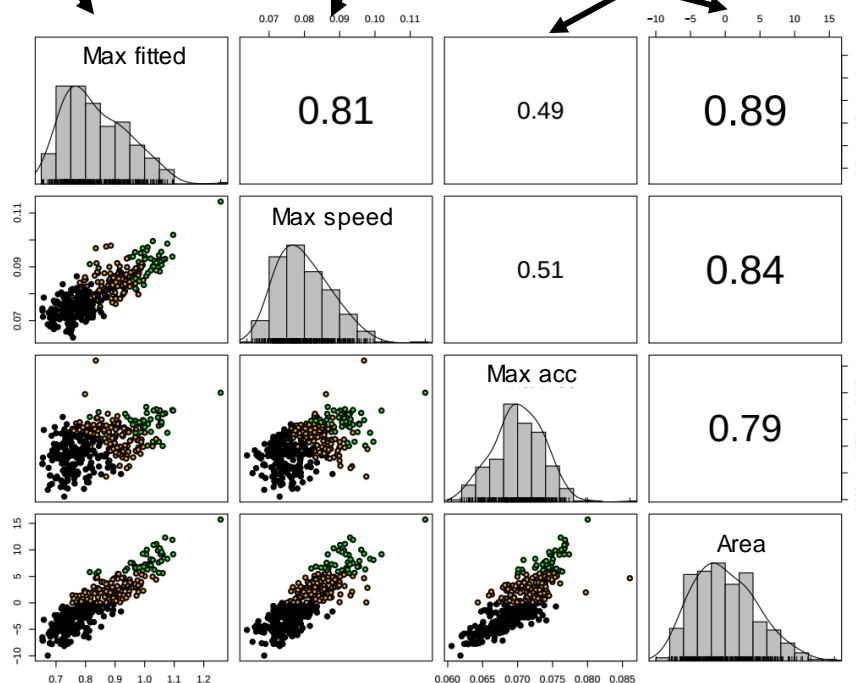 0.07 0.08 0.09 0.10 0.11 -10 -5 0 5 10 15
Max fitted 0.81 0.49 0.89
0.07 0.09 0.11
Max speed 0.51 0.84
Max acc 0.79
-10 -5 0 5 10 15
Area
0.7 0.8 0.9 1.0 1.1 1.2 0.060 0.065 0.070 0.075 0.080 0.085